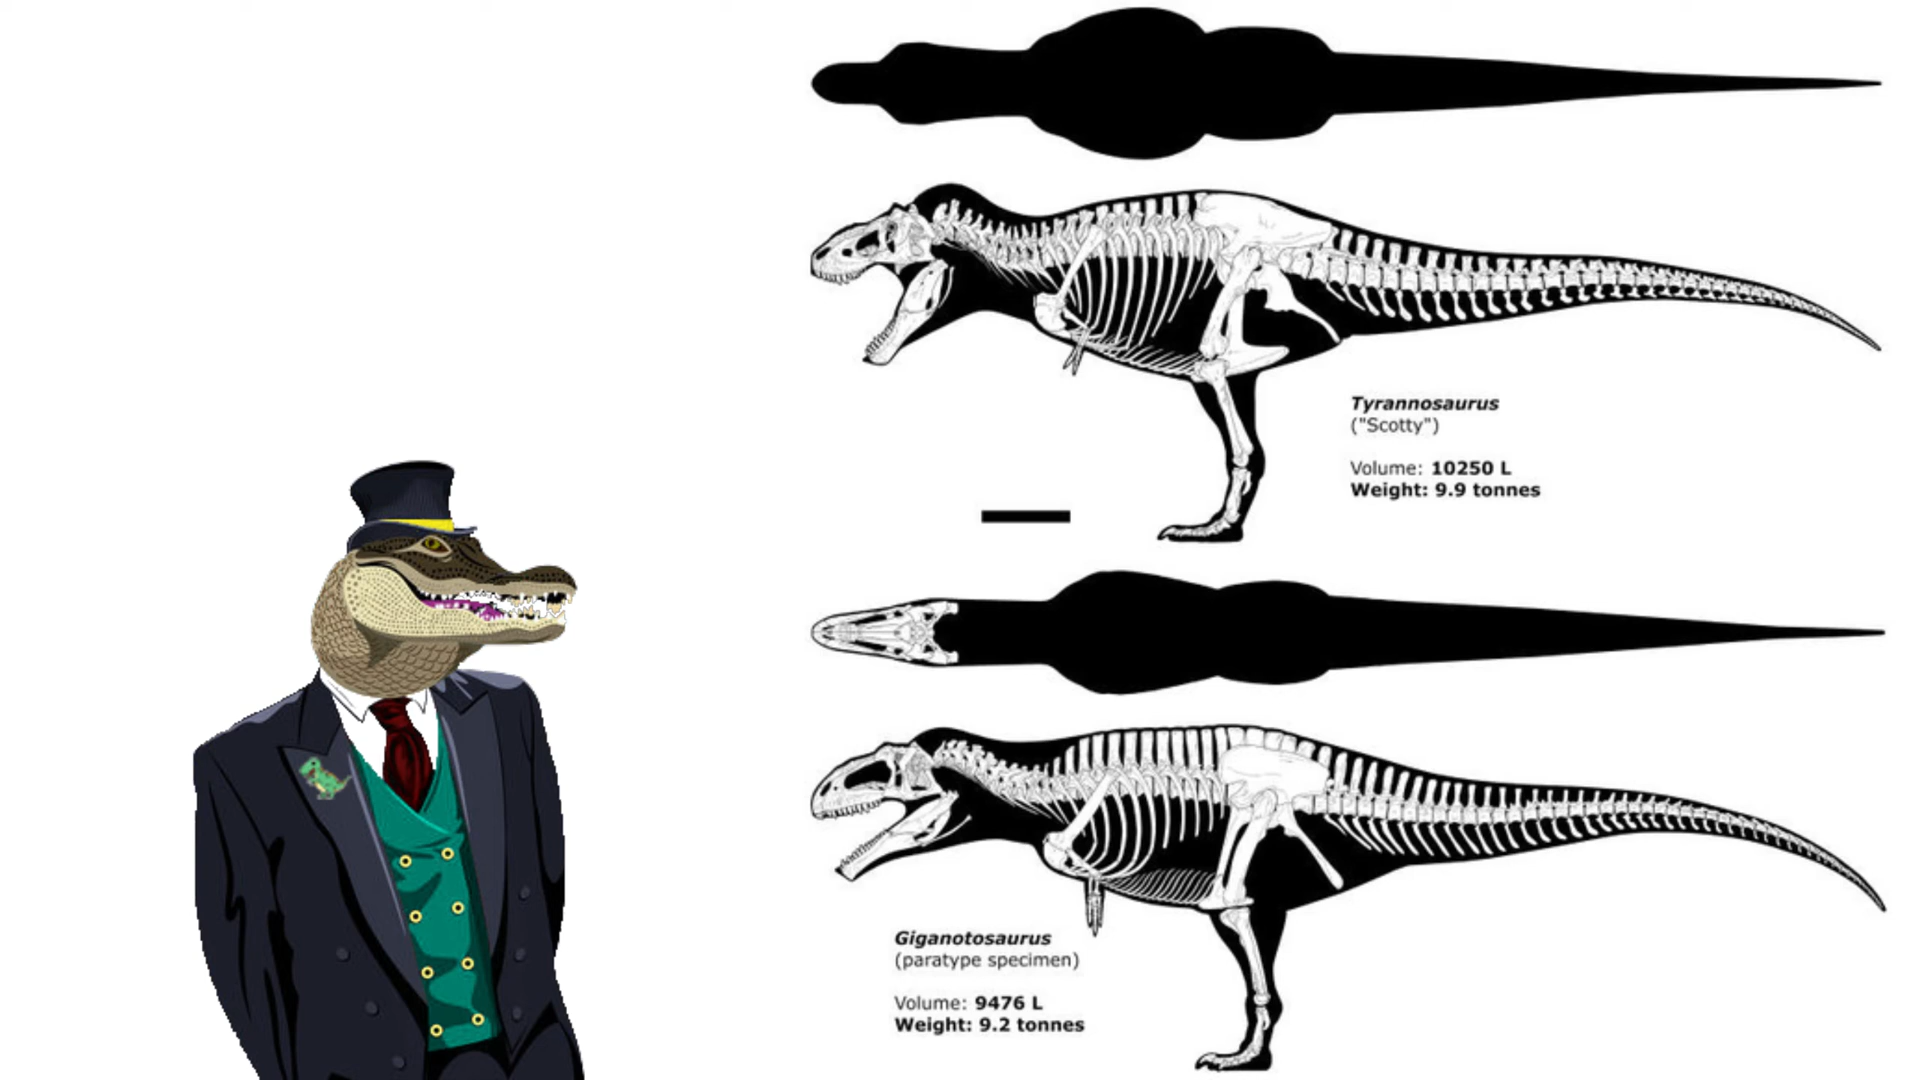 Tyrannosaurus
("Scotty")
Volume: 10250 L
Weight: 9.9 tonnes
Giganotosaurus
(paratype specimen)
Volume: 9476 L
Weight: 9.2 tonnes